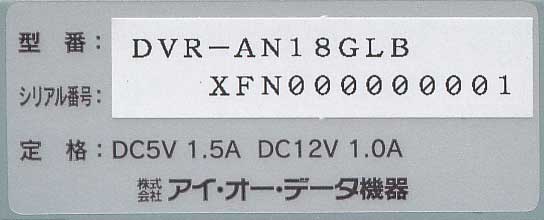 型番： DVR-AN18GLB
シリアル番号： XFN000000001
定格：DC5V 1.5A DC12V 1.0A
株式会社 アイ・オー・データ機器